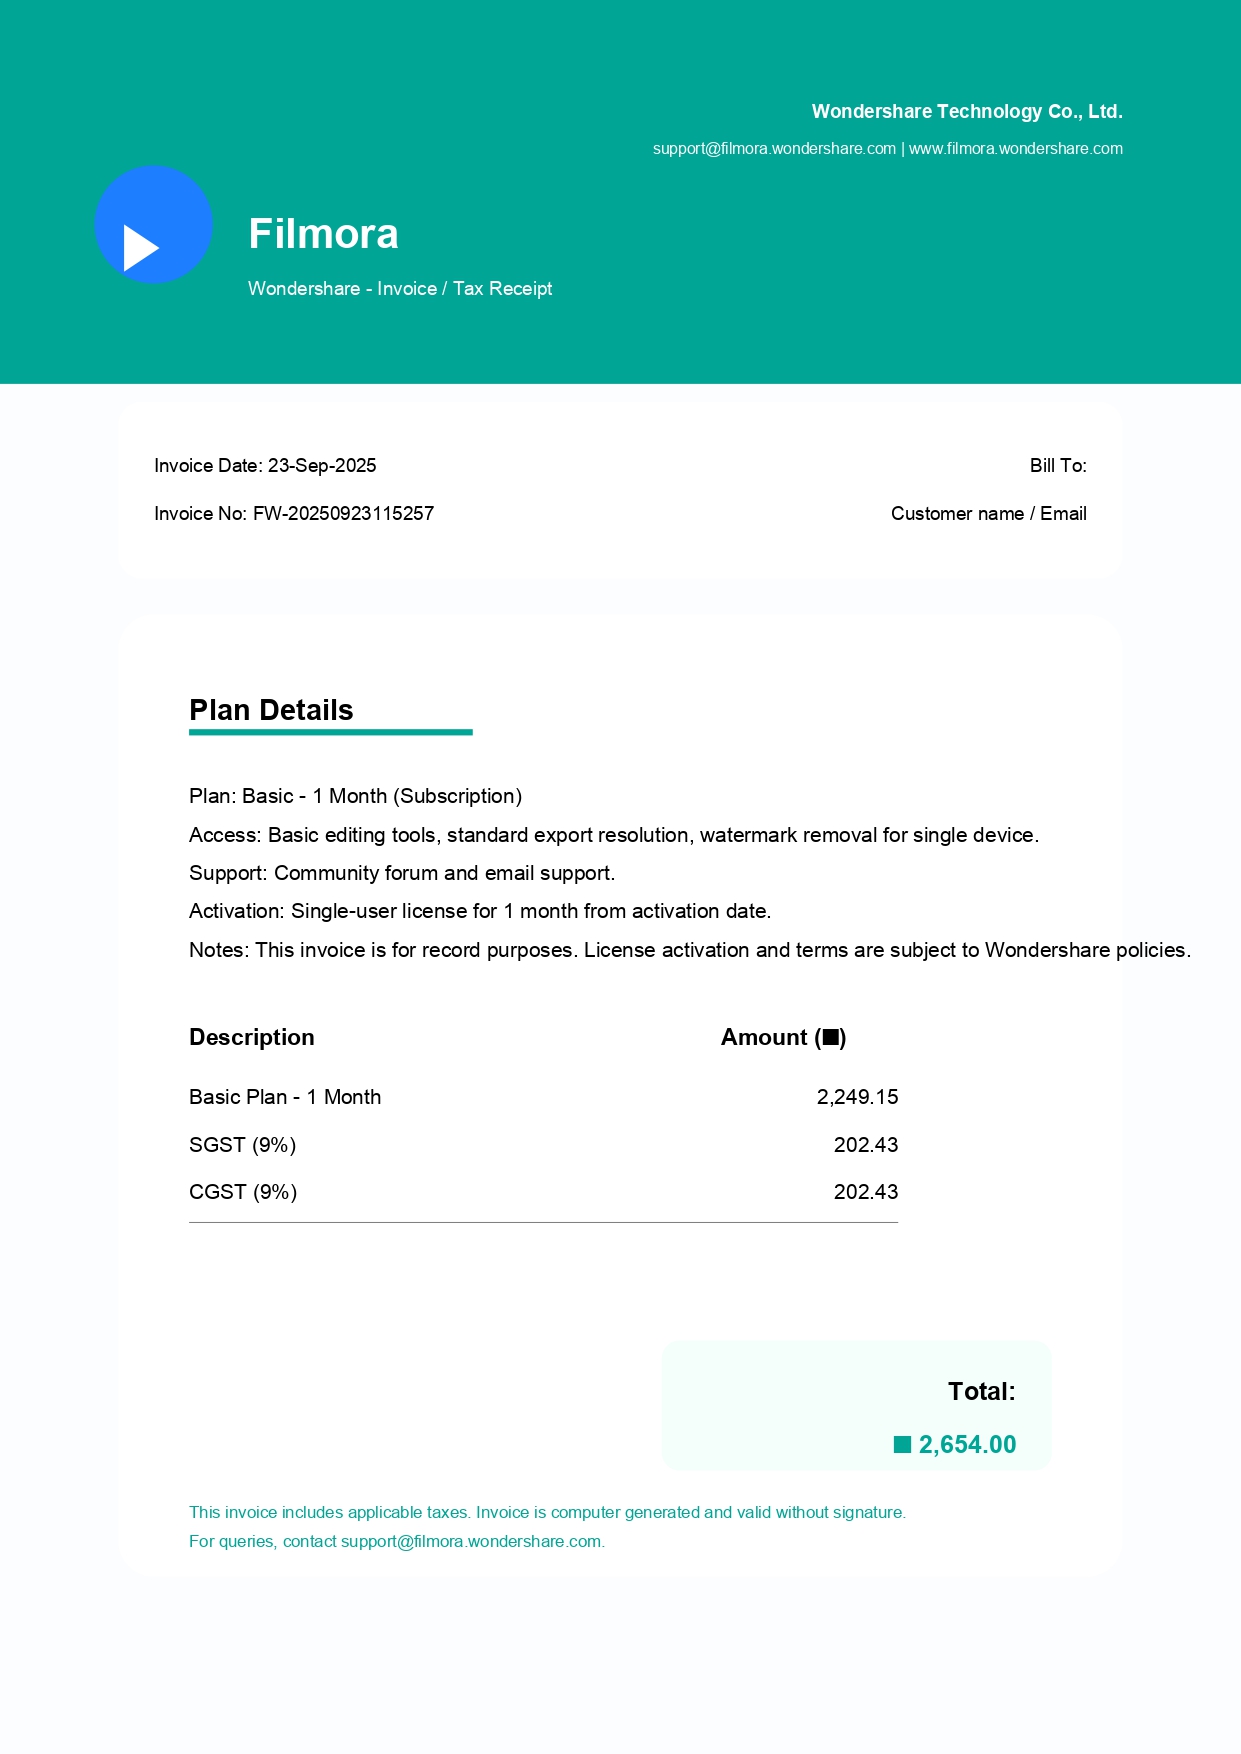 Wondershare Technology Co., Ltd.
support@filmora.wondershare.com | www.filmora.wondershare.com
Filmora
Wondershare - Invoice / Tax Receipt
Invoice Date: 23-Sep-2025
Bill To:
Invoice No: FW-20250923115257
Customer name / Email
Plan Details
Plan: Basic - 1 Month (Subscription)
Access: Basic editing tools, standard export resolution, watermark removal for single device.
Support: Community forum and email support.
Activation: Single-user license for 1 month from activation date.
Notes: This invoice is for record purposes. License activation and terms are subject to Wondershare policies.
Description Amount (■)
Basic Plan - 1 Month 2,249.15
SGST (9%) 202.43
CGST (9%) 202.43
Total:
■ 2,654.00
This invoice includes applicable taxes. Invoice is computer generated and valid without signature.
For queries, contact support@filmora.wondershare.com.